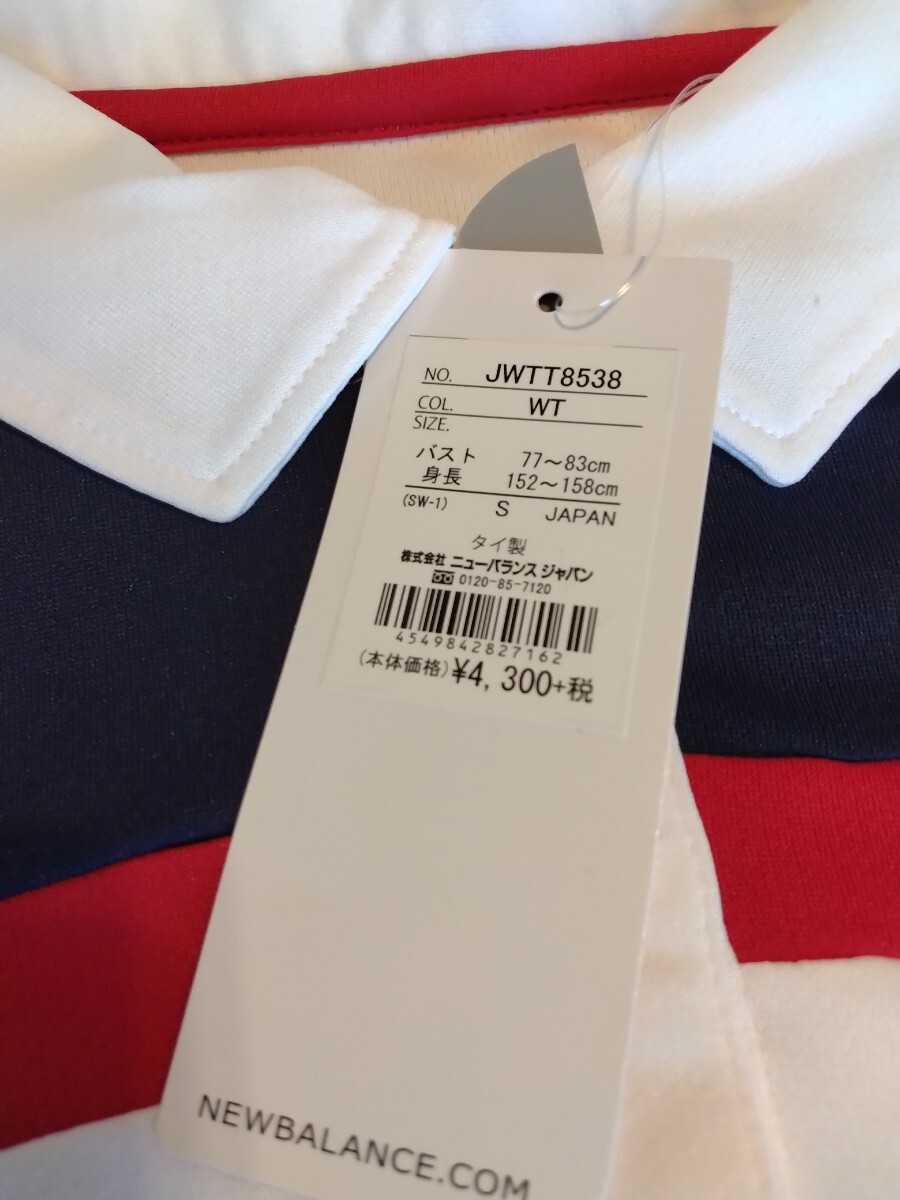 NO. JWTT8538
COL. WT
SIZE.
バスト 77～83cm
身長 152～158cm
(SW-1) S JAPAN
タイ製
株式会社 ニューバランス ジャパン
0120-85-7120
4549842827162
(本体価格)¥4,300+税
NEWBALANCE.COM